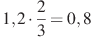 1,2 · 2/3 = 0,8